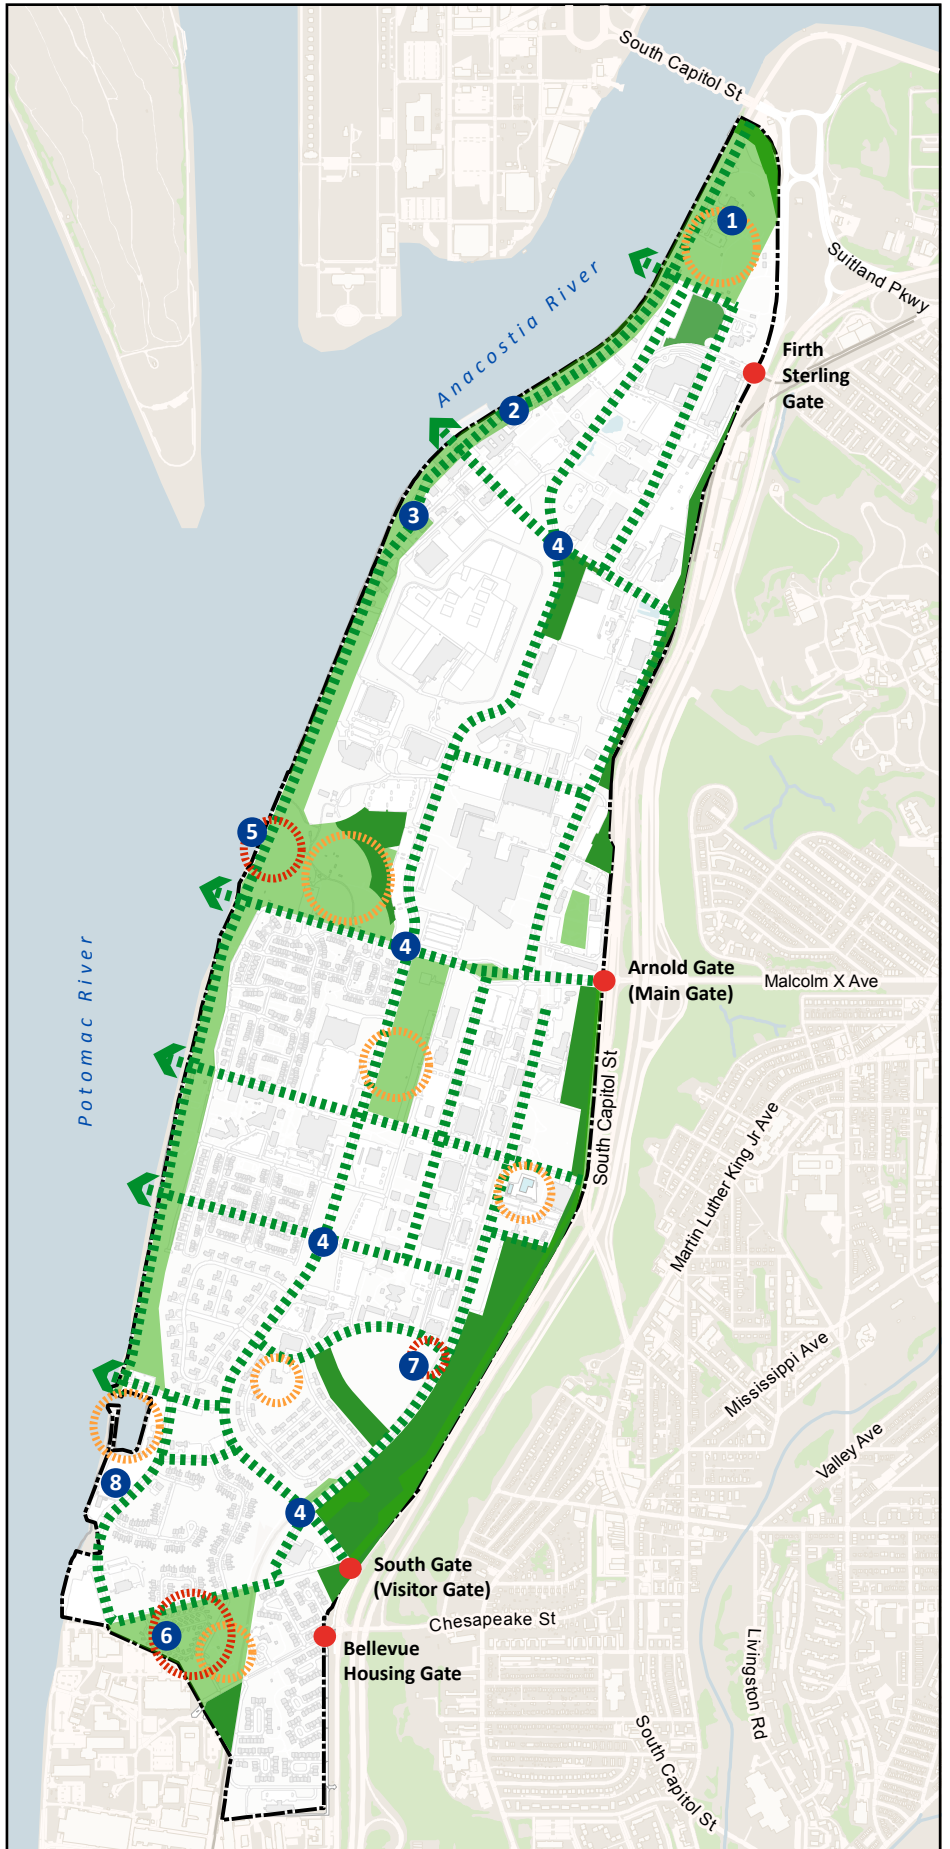 South Capitol St
1
Suitland Pkwy
Anacostia River
Firth
Sterling
Gate
2
3
4
5
4
Potomac River
Arnold Gate
(Main Gate)
Malcolm X Ave
South Capitol St
Martin Luther King Jr Ave
4
7
Mississippi Ave
Valley Ave
8
4
South Gate
(Visitor Gate)
Chesapeake St
6
Bellevue
Housing Gate
Livingston Rd
South Capitol St